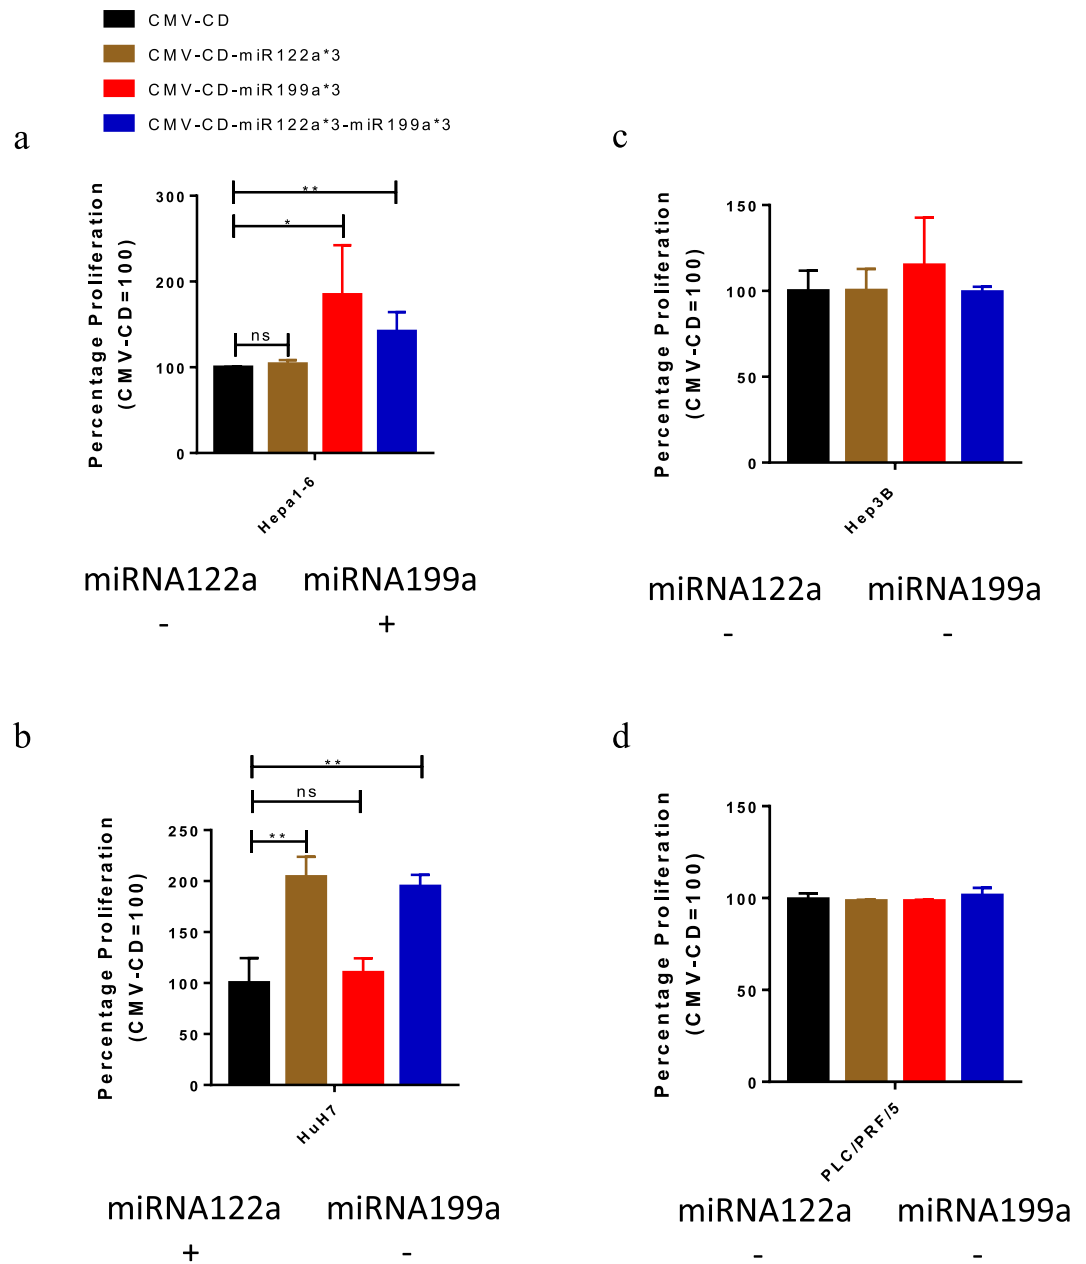 CMV-CD
CMV-CD-miR122a*3
CMV-CD-miR199a*3
CMV-CD-miR122a*3-miR199a*3
a
Percentage Proliferation
(CMV-CD=100)
300
200
100
0
**
*
ns
Hepa1-6
miRNA122a miRNA199a
- +
b
Percentage Proliferation
(CMV-CD=100)
250
200
150
100
50
0
**
ns
**
HuH7
miRNA122a miRNA199a
+ -
c
Percentage Proliferation
(CMV-CD=100)
150
100
50
0
Hep3B
miRNA122a miRNA199a
- -
d
Percentage Proliferation
(CMV-CD=100)
150
100
50
0
PLC/PRF/5
miRNA122a miRNA199a
- -